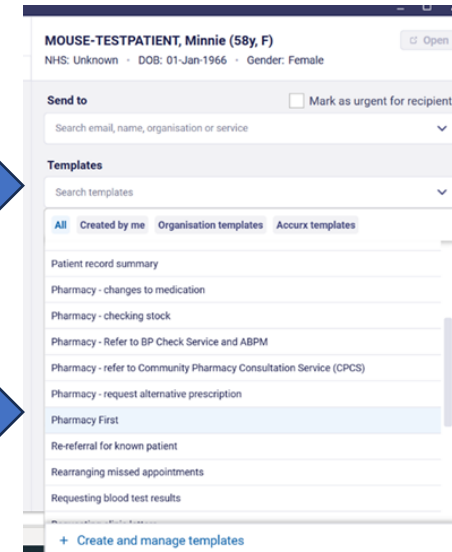 MOUSE-TESTPATIENT, Minnie (58y, F)
Open
NHS: Unknown · DOB: 01-Jan-1966 · Gender: Female
Send to
Mark as urgent for recipient
Search email, name, organisation or service
Templates
Search templates
All Created by me Organisation templates Accurx templates
Patient record summary
Pharmacy - changes to medication
Pharmacy - checking stock
Pharmacy - Refer to BP Check Service and ABPM
Pharmacy - refer to Community Pharmacy Consultation Service (CPCS)
Pharmacy - request alternative prescription
Pharmacy First
Re-referral for known patient
Rearranging missed appointments
Requesting blood test results
+ Create and manage templates